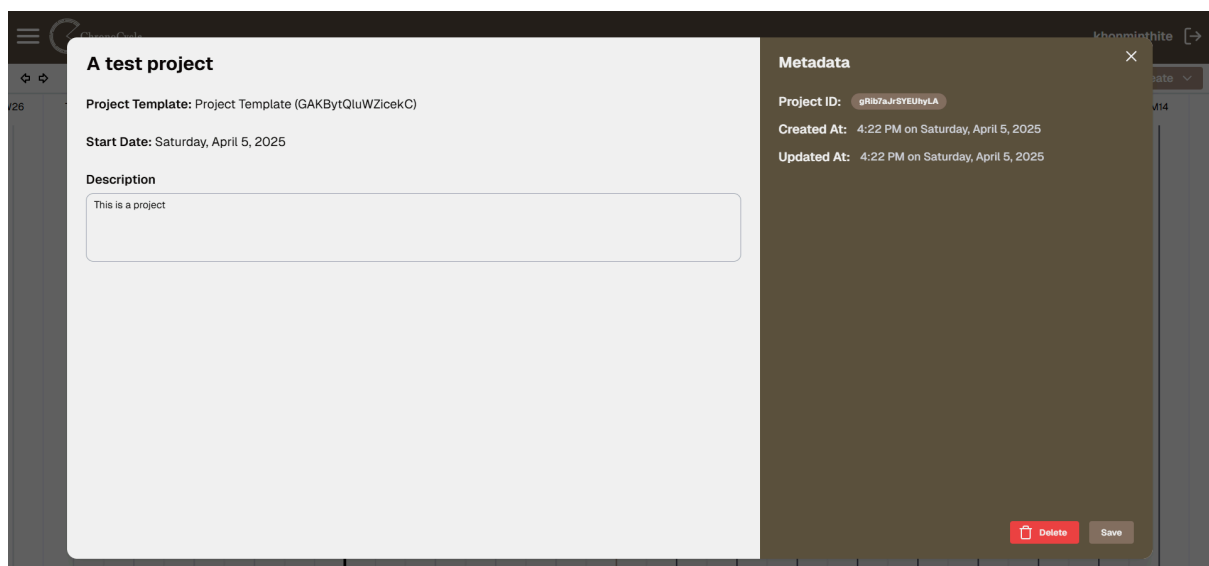 ChronoCycle
khonminthite
A test project
Project Template: Project Template (GAKBytQluWZicekC)
Start Date: Saturday, April 5, 2025
Description
This is a project
Metadata
Project ID: gRib7aJrSYEUhyLA
Created At: 4:22 PM on Saturday, April 5, 2025
Updated At: 4:22 PM on Saturday, April 5, 2025
Delete
Save